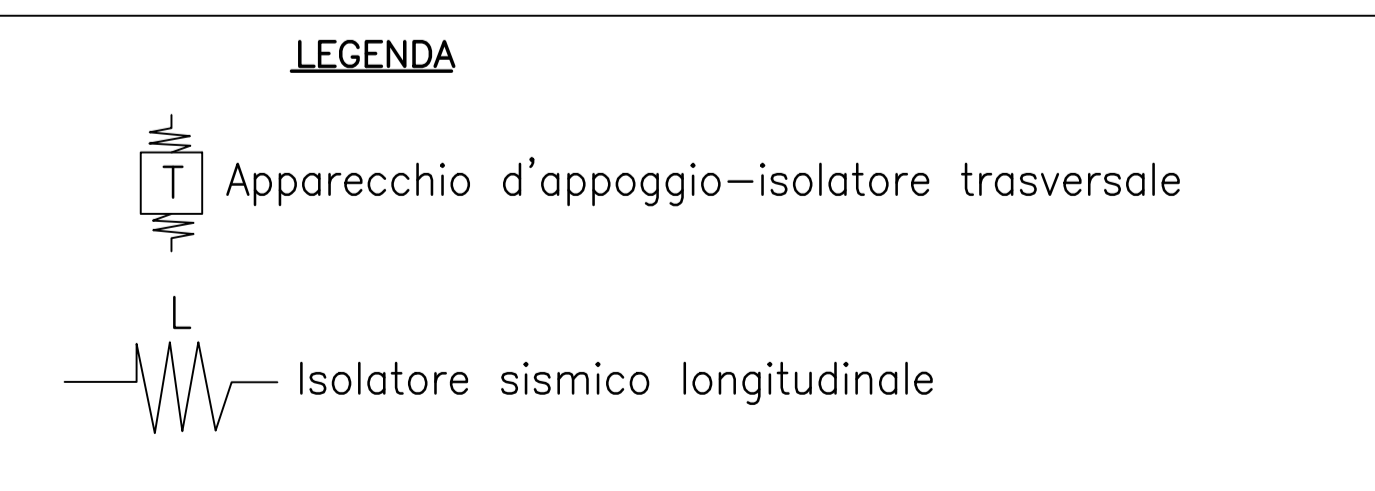 LEGENDA
T Apparecchio d'appoggio-isolatore trasversale
L
Isolatore sismico longitudinale